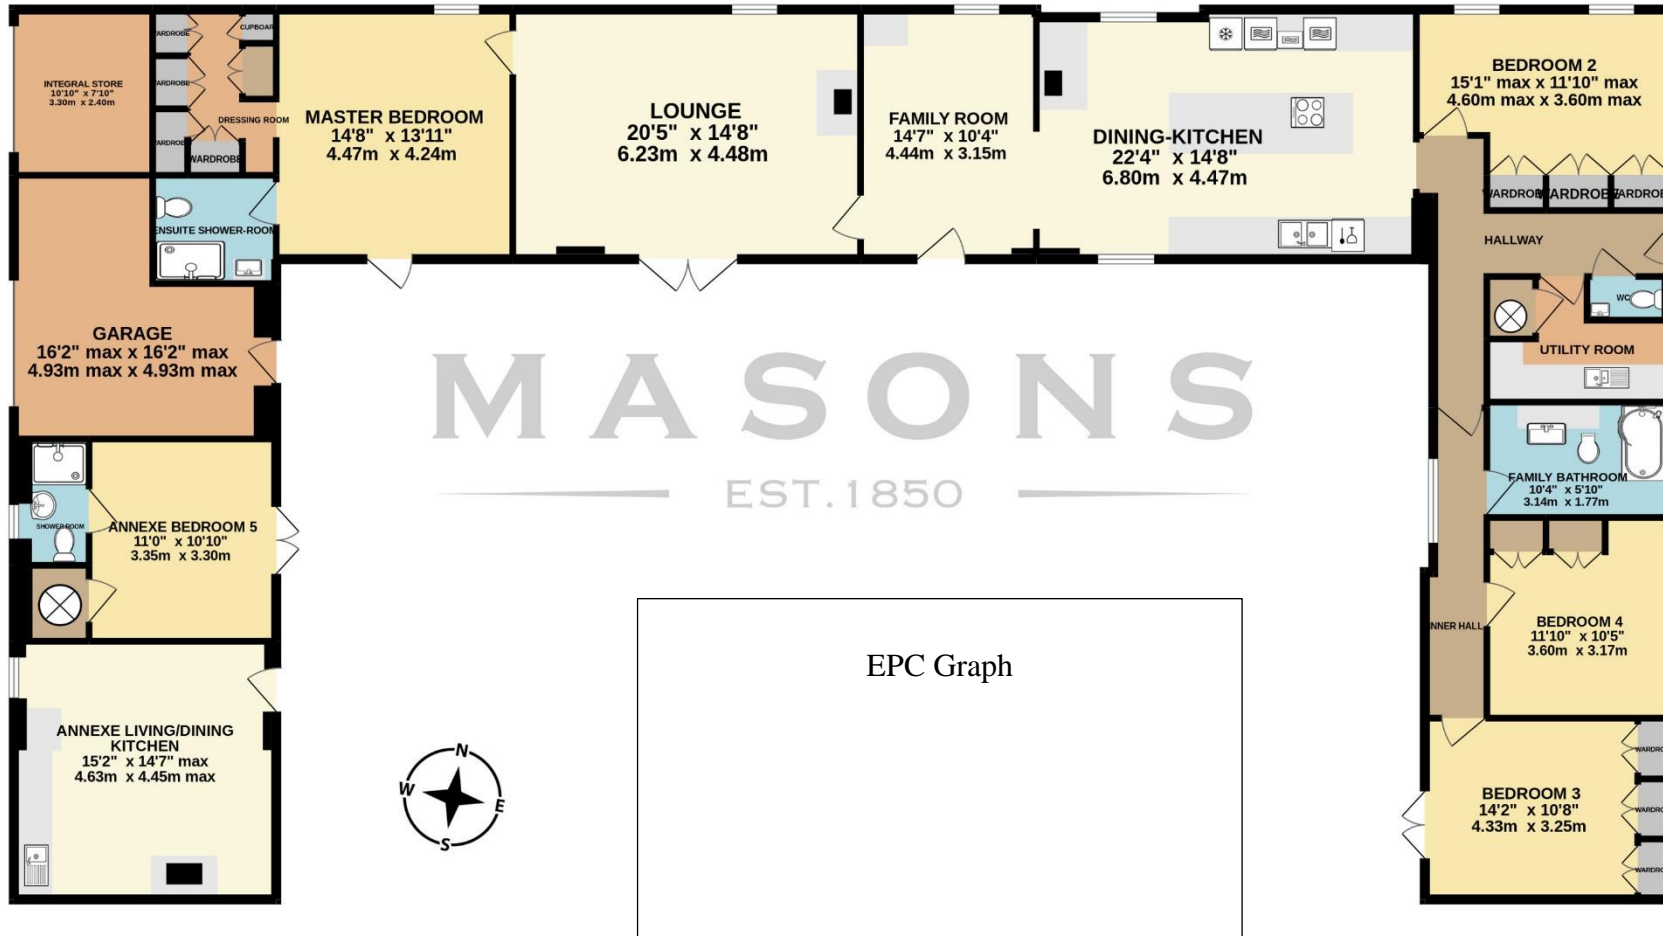 INTEGRAL STORE
10'10" x 7'10"
3.30m x 2.40m
WARDROBE
WARDROBE
WARDROBE
CUPBOARD
DRESSING ROOM
WARDROBE
MASTER BEDROOM
14'8" x 13'11"
4.47m x 4.24m
LOUNGE
20'5" x 14'8"
6.23m x 4.48m
FAMILY ROOM
14'7" x 10'4"
4.44m x 3.15m
DINING-KITCHEN
22'4" x 14'8"
6.80m x 4.47m
BEDROOM 2
15'1" max x 11'10" max
4.60m max x 3.60m max
WARDROBE
WARDROBE
WARDROBE
ENSUITE SHOWER-ROOM
HALLWAY
WC
UTILITY ROOM
GARAGE
16'2" max x 16'2" max
4.93m max x 4.93m max
MASONS
EST.1850
FAMILY BATHROOM
10'4" x 5'10"
3.14m x 1.77m
SHOWER ROOM
ANNEXE BEDROOM 5
11'0" x 10'10"
3.35m x 3.30m
INNER HALL
BEDROOM 4
11'10" x 10'5"
3.60m x 3.17m
EPC Graph
ANNEXE LIVING/DINING
KITCHEN
15'2" x 14'7" max
4.63m x 4.45m max
N
W
E
S
BEDROOM 3
14'2" x 10'8"
4.33m x 3.25m
WARDRO
WARDRO
WARDRO